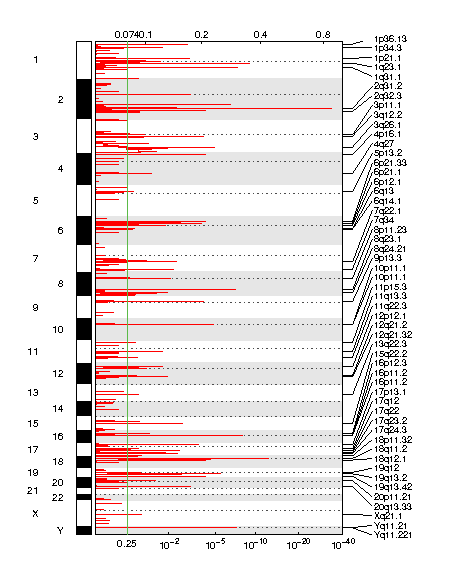 0.074 0.1 0.2 0.4 0.8
1
2
3
4
5
6
7
8
9
10
11
12
13
14
15
16
17
18
19
20
21
22
X
Y
1p36.13
1p34.3
1p21.1
1q23.1
1q31.1
2q31.2
2q32.3
3p11.1
3q12.2
3q26.1
4p16.1
4q27
5p13.2
6p21.33
6p21.1
6p12.1
6q13
6q14.1
7q22.1
7q34
8p11.23
8q23.1
8q24.21
9p13.3
10p11.1
10p11.1
11p15.3
11q13.3
11q22.3
12p12.1
12q21.2
12q21.32
13q22.3
15q22.2
16p12.3
16p11.2
16p11.2
17p13.1
17q12
17q22
17q23.2
17q24.3
18p11.32
18q11.2
18q12.1
19q12
19q13.2
19q13.42
20p11.21
20q13.33
Xq21.1
Yq11.21
Yq11.221
0.25 10⁻² 10⁻⁵ 10⁻¹⁰ 10⁻²⁰ 10⁻⁴⁰